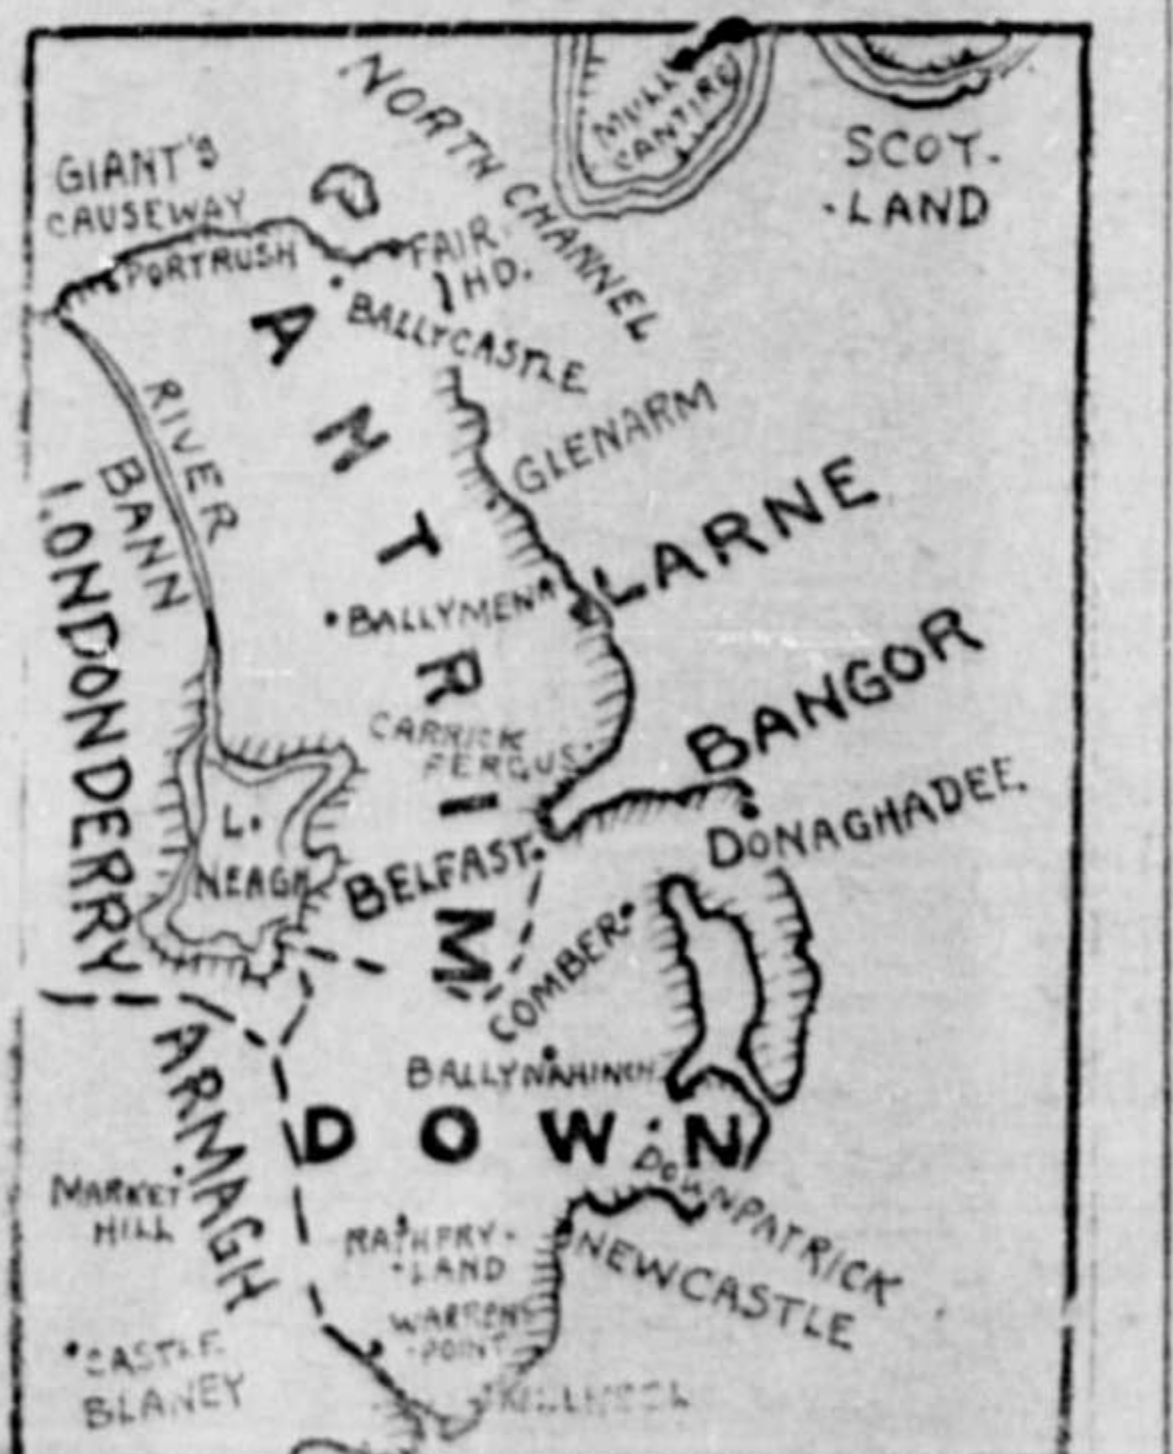 NORTH CHANNEL
MULL
CANTIRE
SCOT-
-LAND
GIANT'S
CAUSEWAY
PORTRUSH
FAIR
HD.
BALLYCASTLE
ANTRIM
RIVER
BANN
GLENARM
LARNE
LONDONDERRY
BALLYMENA
BANGOR
CARRICK
FERGUS
DONAGHADEE.
L.
NEAGH
BELFAST
COMBER
ARMAGH
BALLYNAHINCH
DOWN
DOWNPATRICK
MARKET
HILL
RATHFRY-
-LAND
NEWCASTLE
WARREN
-POINT
CASTLE
BLANEY